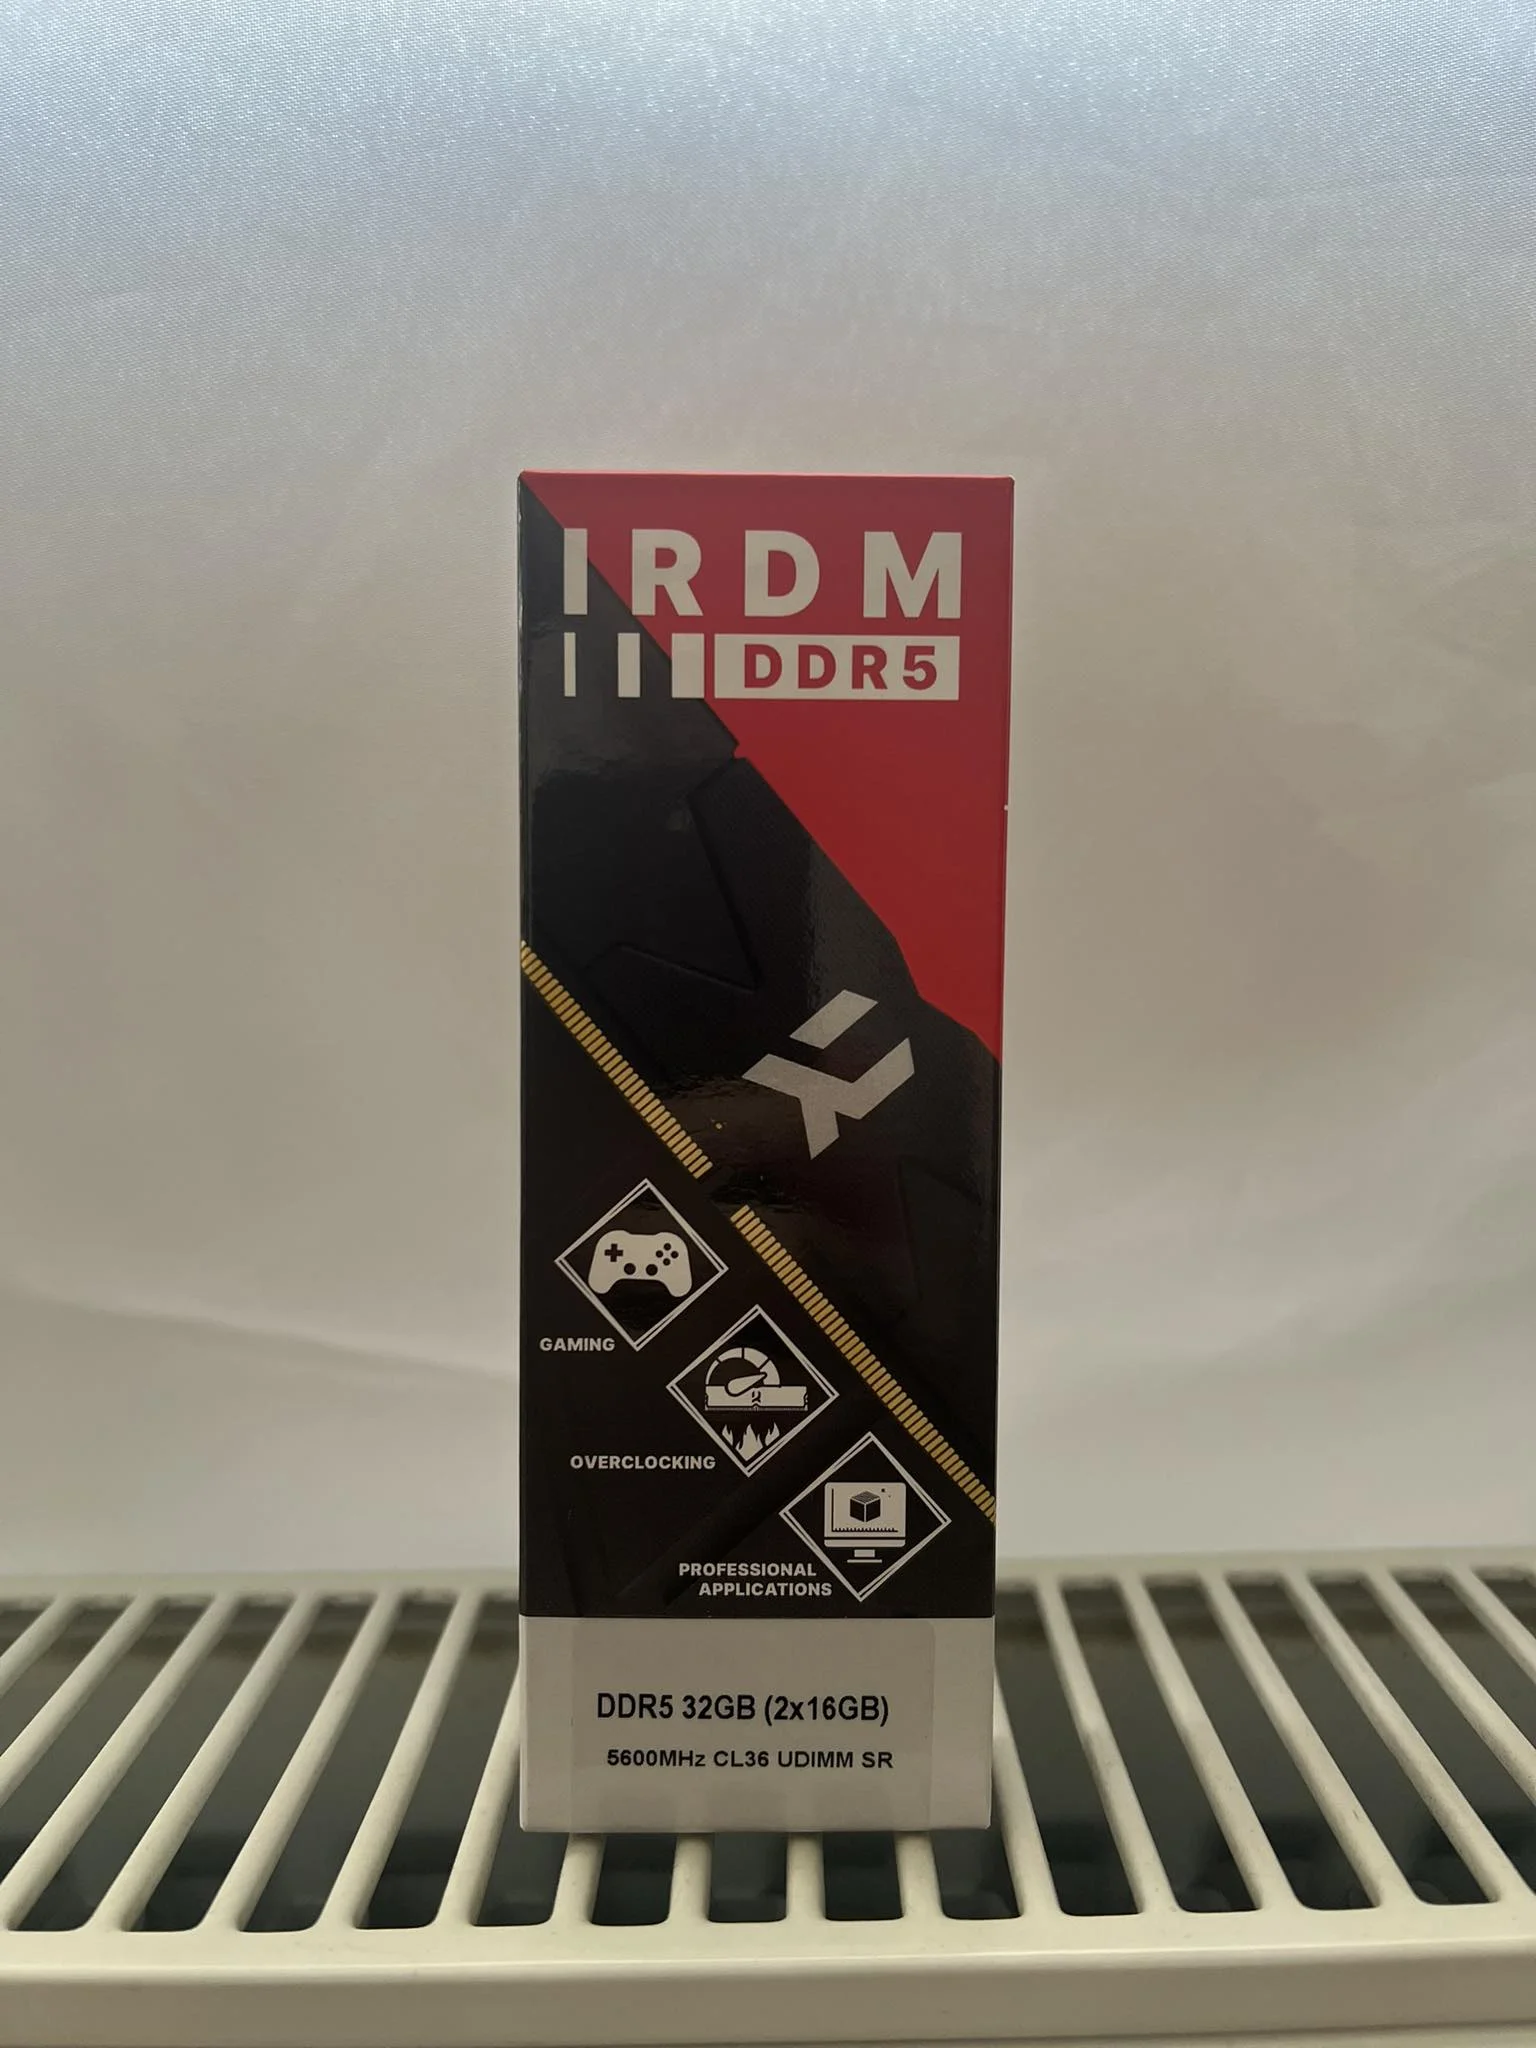 IRDM
DDR5
GAMING
OVERCLOCKING
PROFESSIONAL
APPLICATIONS
DDR5 32GB (2x16GB)
5600MHz CL36 UDIMM SR